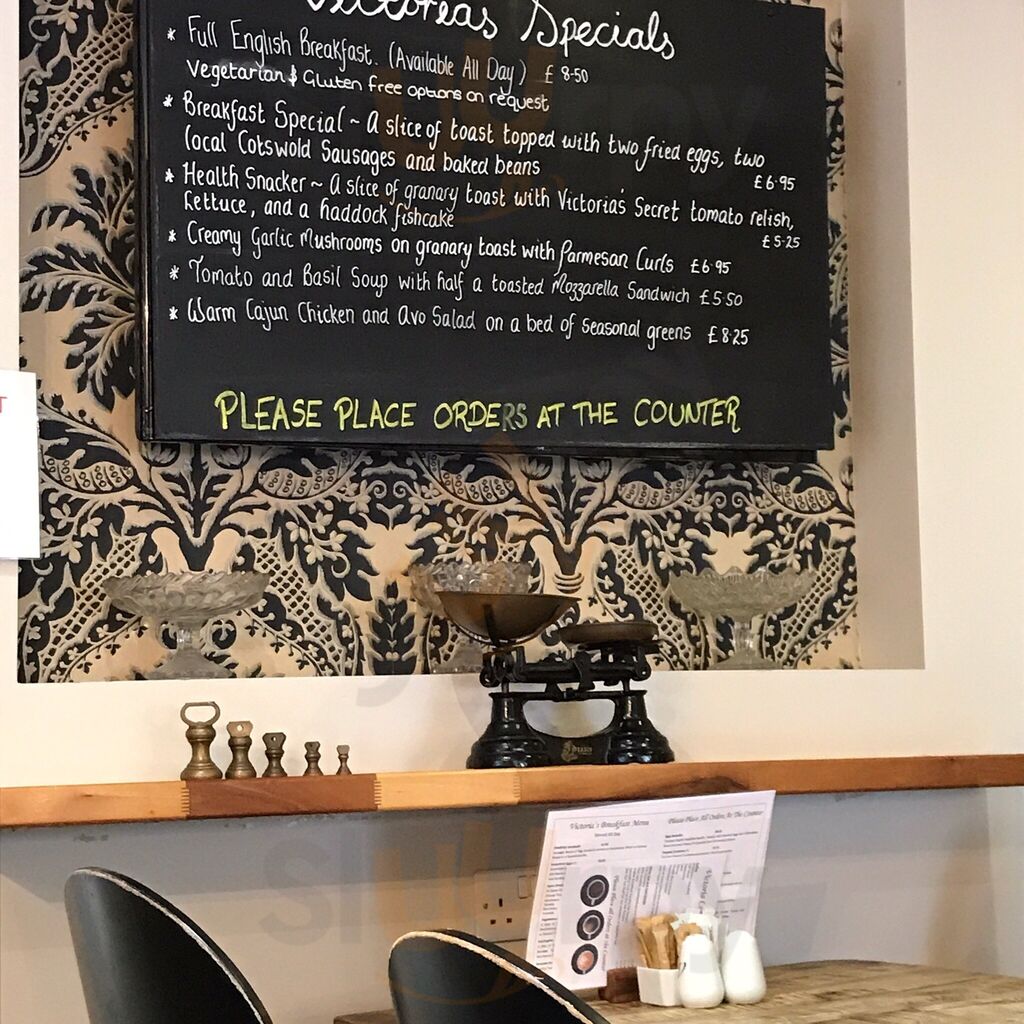 Victoria's Specials
* Full English Breakfast. (Available All Day) £ 8.50
Vegetarian & Gluten free options on request
* Breakfast Special ~ A slice of toast topped with two fried eggs, two
local Cotswold Sausages and baked beans
£6.95
* Health Snacker ~ A slice of granary toast with Victoria's Secret tomato relish,
Lettuce, and a haddock fishcake
£5.25
* Creamy Garlic Mushrooms on granary toast with Parmesan Curls £6.95
* Tomato and Basil Soup with half a toasted Mozzarella Sandwich £5.50
* Warm Cajun Chicken and Avo Salad on a bed of seasonal greens £8.25
PLEASE PLACE ORDERS AT THE COUNTER
Victoria's Breakfast Menu
Please Place All Orders At The Counter